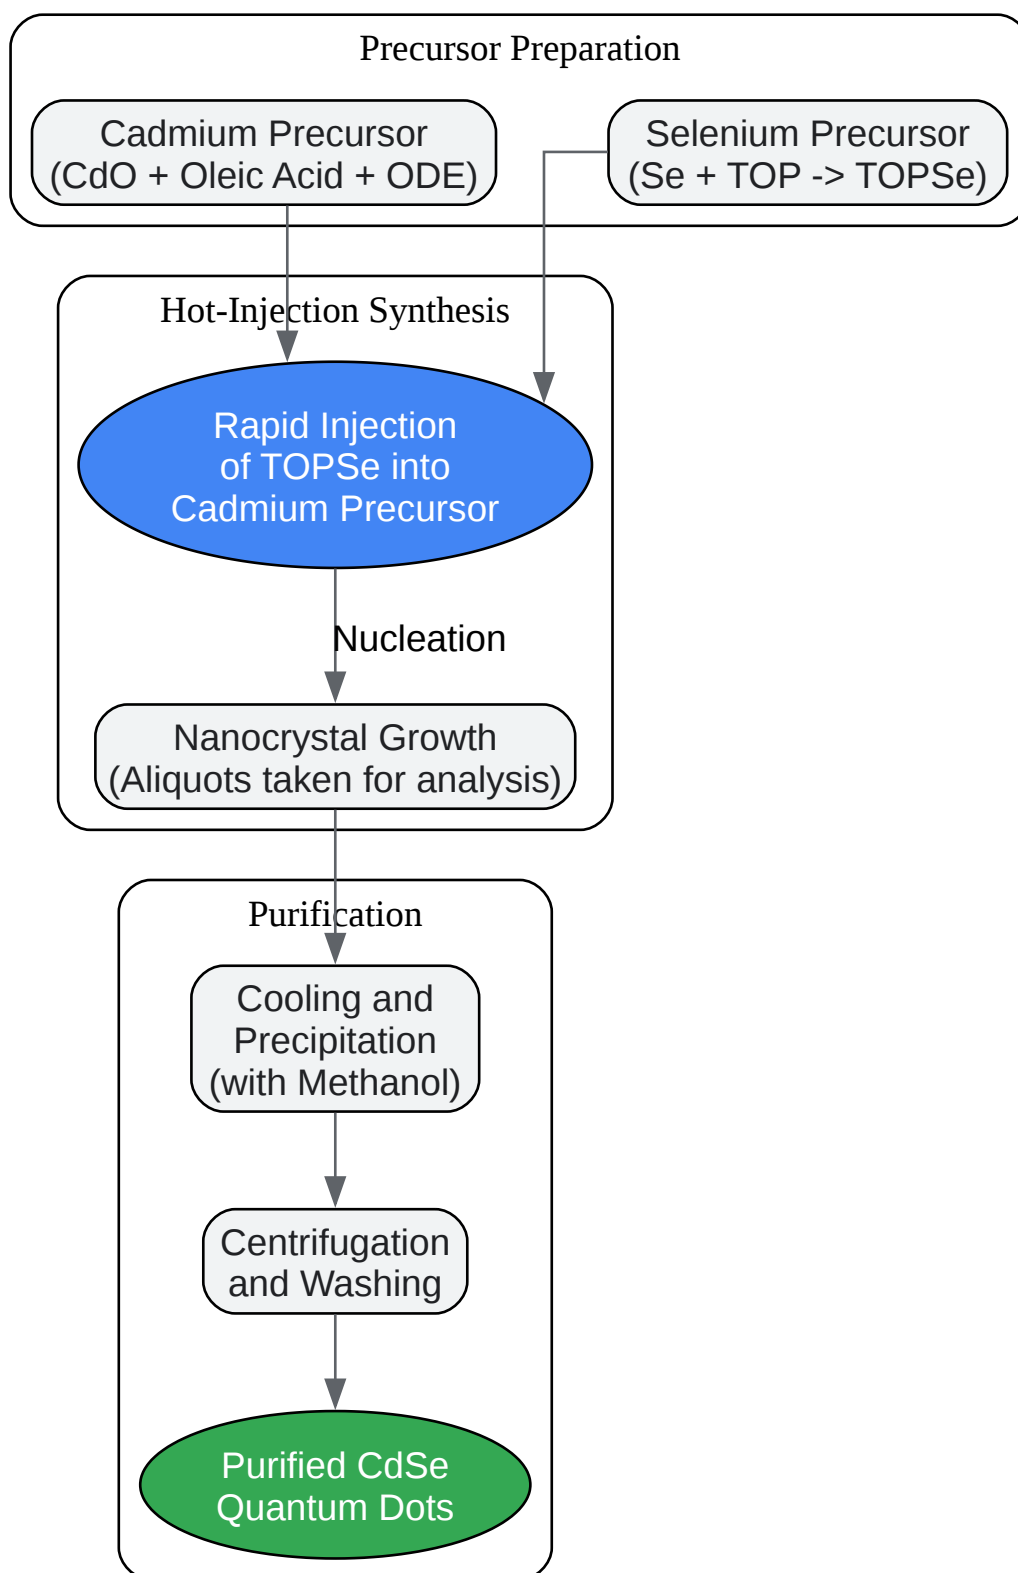 Precursor Preparation
Cadmium Precursor
(CdO + Oleic Acid + ODE)
Selenium Precursor
(Se + TOP -> TOPSe)
Hot-Injection Synthesis
Rapid Injection
of TOPSe into
Cadmium Precursor
Nucleation
Nanocrystal Growth
(Aliquots taken for analysis)
Purification
Cooling and
Precipitation
(with Methanol)
Centrifugation
and Washing
Purified CdSe
Quantum Dots